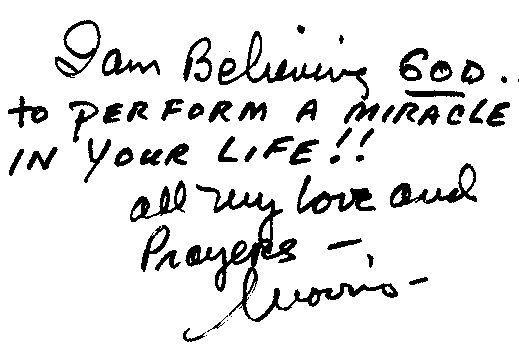 I am Believing GOD..
to PERFORM A MIRACLE
IN YOUR LIFE!!
all my love and
Prayers —